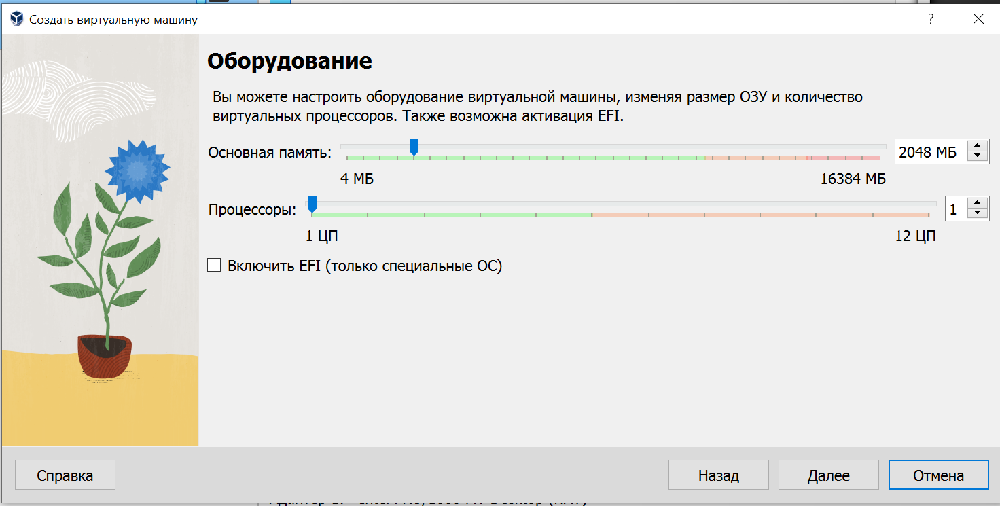 Создать виртуальную машину
?
Оборудование
Вы можете настроить оборудование виртуальной машины, изменяя размер ОЗУ и количество
виртуальных процессоров. Также возможна активация EFI.
Основная память:
2048 МБ
4 МБ
16384 МБ
Процессоры:
1
1 ЦП
12 ЦП
Включить EFI (только специальные ОС)
Справка
Назад
Далее
Отмена